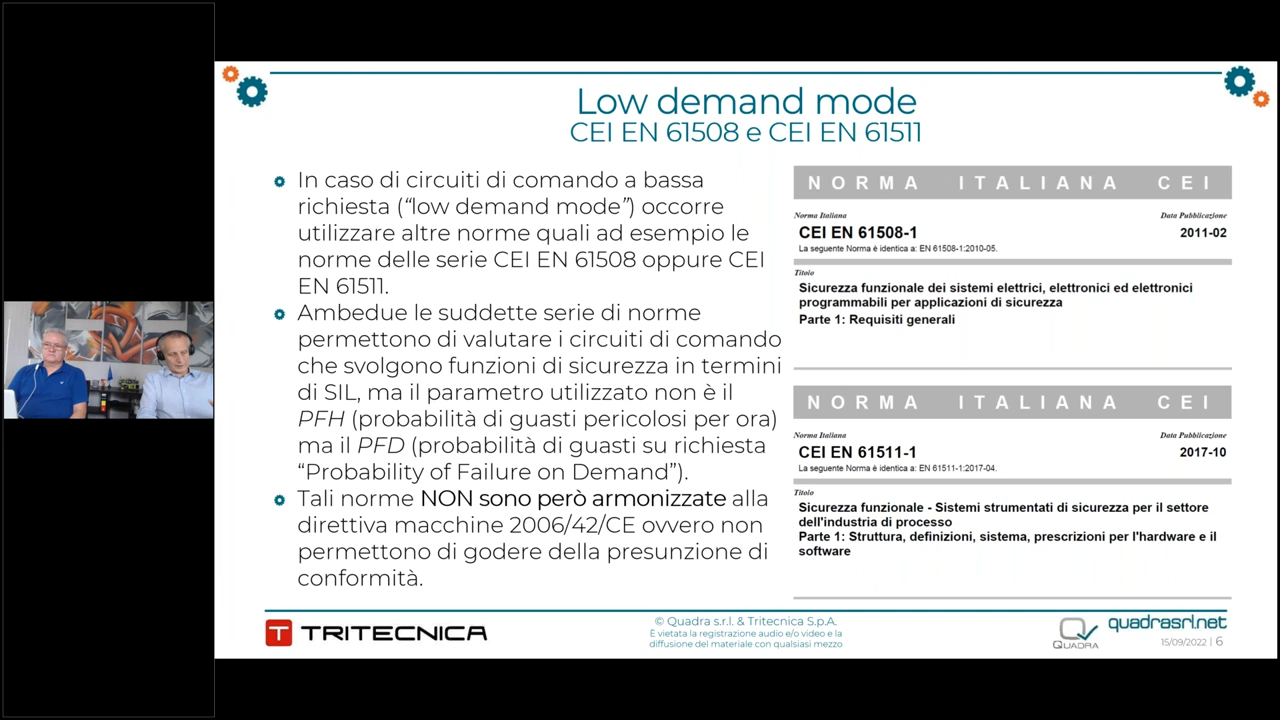 Low demand mode
CEI EN 61508 e CEI EN 61511
In caso di circuiti di comando a bassa
richiesta (“low demand mode”) occorre
utilizzare altre norme quali ad esempio le
norme delle serie CEI EN 61508 oppure CEI
EN 61511.
Ambedue le suddette serie di norme
permettono di valutare i circuiti di comando
che svolgono funzioni di sicurezza in termini
di SIL, ma il parametro utilizzato non è il
PFH (probabilità di guasti pericolosi per ora)
ma il PFD (probabilità di guasti su richiesta
“Probability of Failure on Demand”).
Tali norme NON sono però armonizzate alla
direttiva macchine 2006/42/CE ovvero non
permettono di godere della presunzione di
conformità.
NORMA ITALIANA CEI
Norma Italiana
Data Pubblicazione
CEI EN 61508-1
2011-02
La seguente Norma è identica a: EN 61508-1:2010-05.
Titolo
Sicurezza funzionale dei sistemi elettrici, elettronici ed elettronici
programmabili per applicazioni di sicurezza
Parte 1: Requisiti generali
NORMA ITALIANA CEI
Norma Italiana
Data Pubblicazione
CEI EN 61511-1
2017-10
La seguente Norma è identica a: EN 61511-1:2017-04.
Titolo
Sicurezza funzionale - Sistemi strumentati di sicurezza per il settore
dell'industria di processo
Parte 1: Struttura, definizioni, sistema, prescrizioni per l'hardware e il
software
TRITECNICA
© Quadra s.r.l. & Tritecnica S.p.A.
È vietata la registrazione audio e/o video e la
diffusione del materiale con qualsiasi mezzo
QUADRA
quadrasrl.net
15/09/2022 | 6